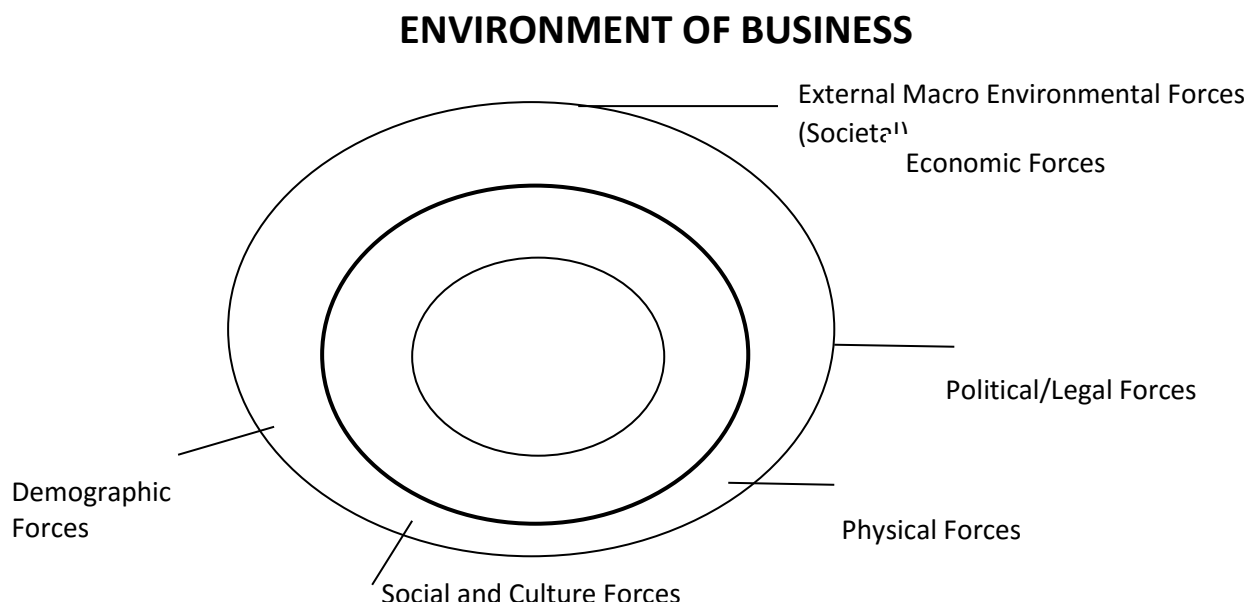 ENVIRONMENT OF BUSINESS
External Macro Environmental Forces
(Societal)
Economic Forces
Political/Legal Forces
Demographic
Forces
Physical Forces
Social and Culture Forces